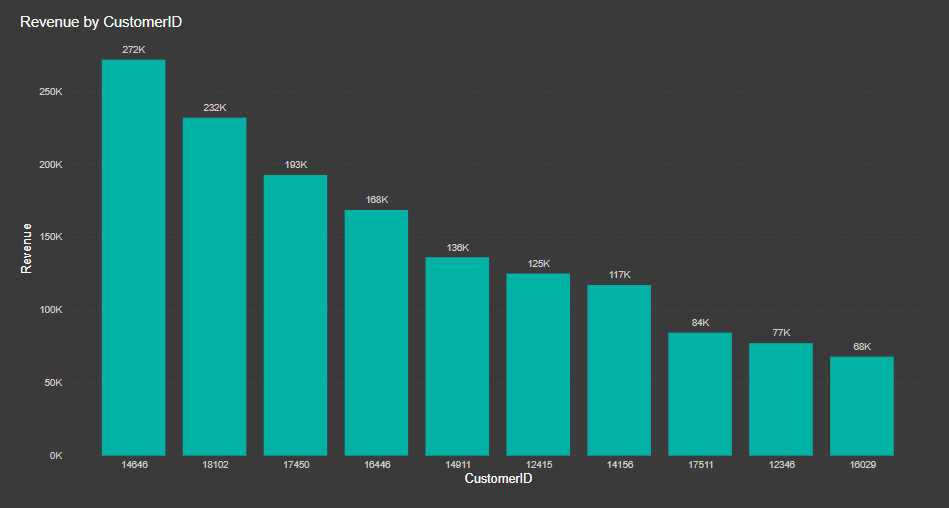 Revenue by CustomerID
272K
232K
193K
168K
136K
125K
117K
84K
77K
68K
250K
200K
150K
100K
50K
0K
Revenue
14646 18102 17450 16446 14911 12415 14156 17511 12346 16029
CustomerID